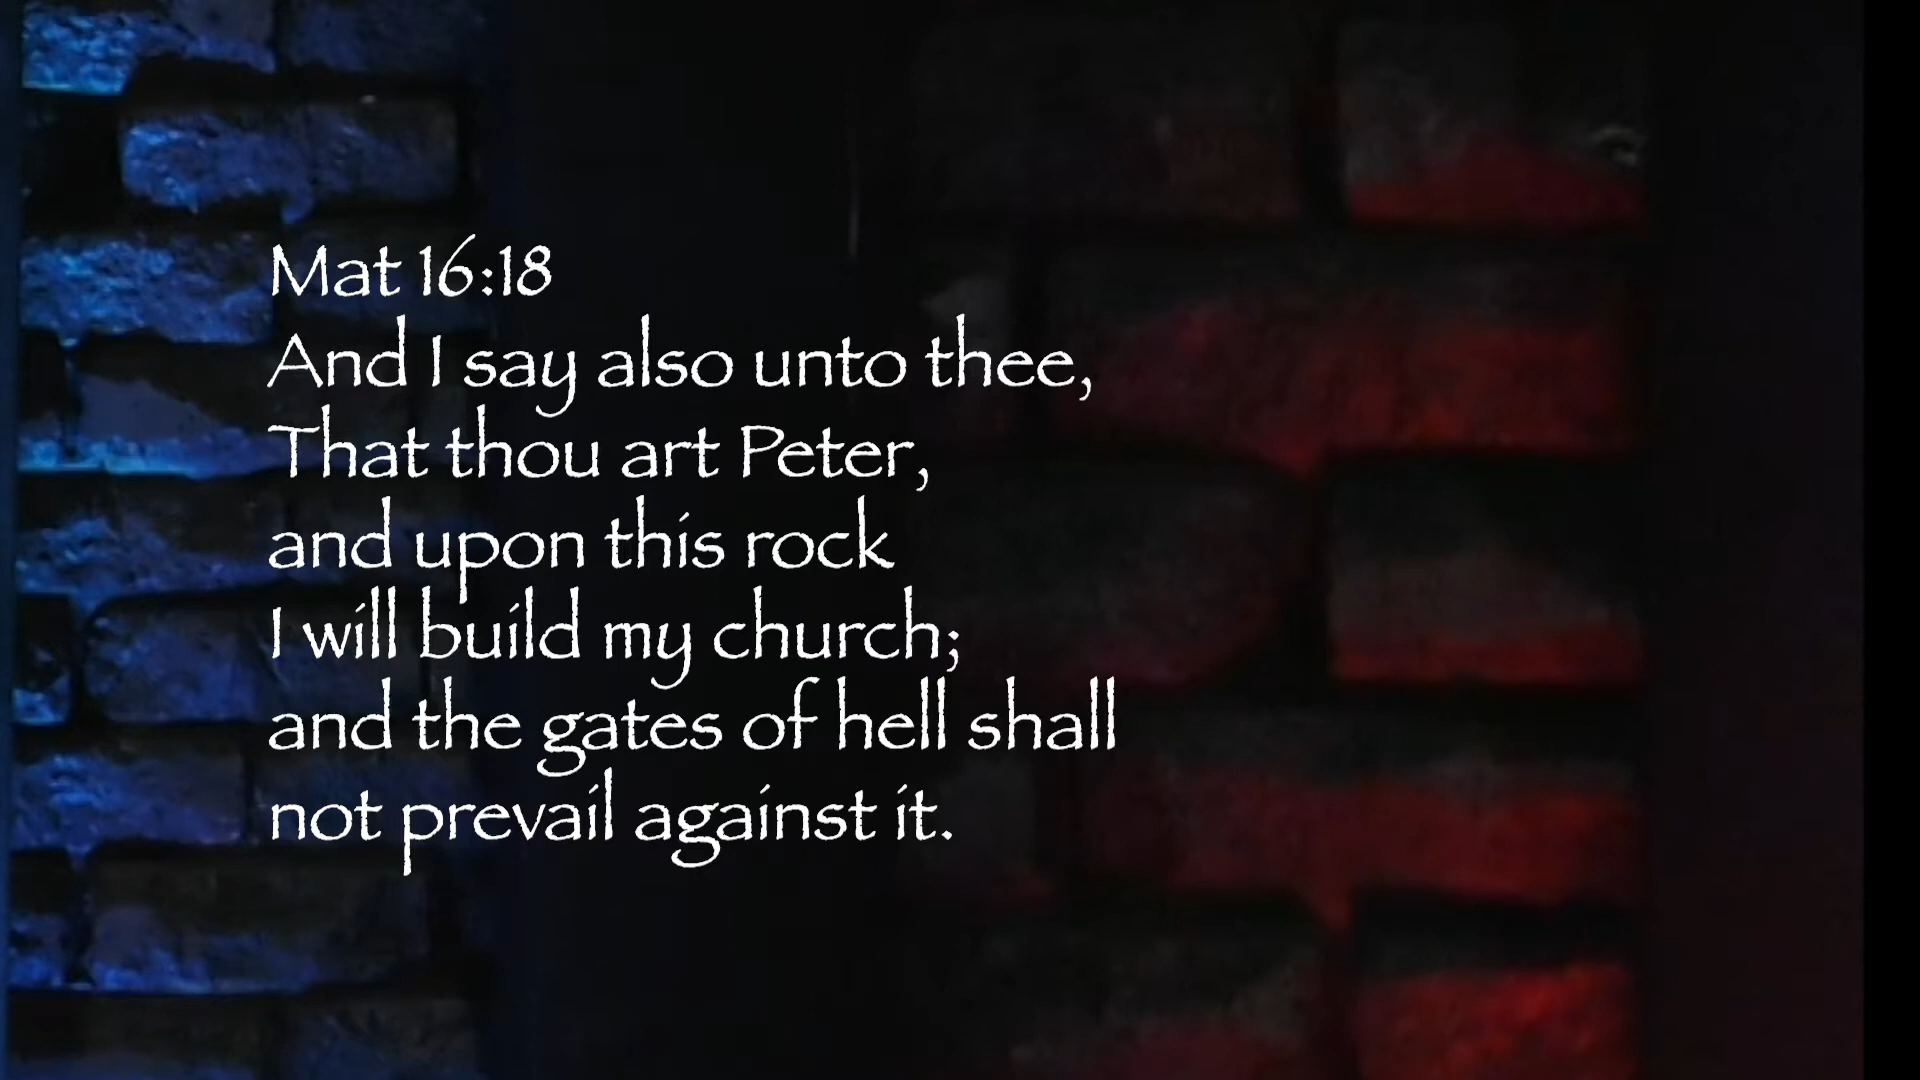 Mat 16:18
And I say also unto thee,
That thou art Peter,
and upon this rock
I will build my church;
and the gates of hell shall
not prevail against it.